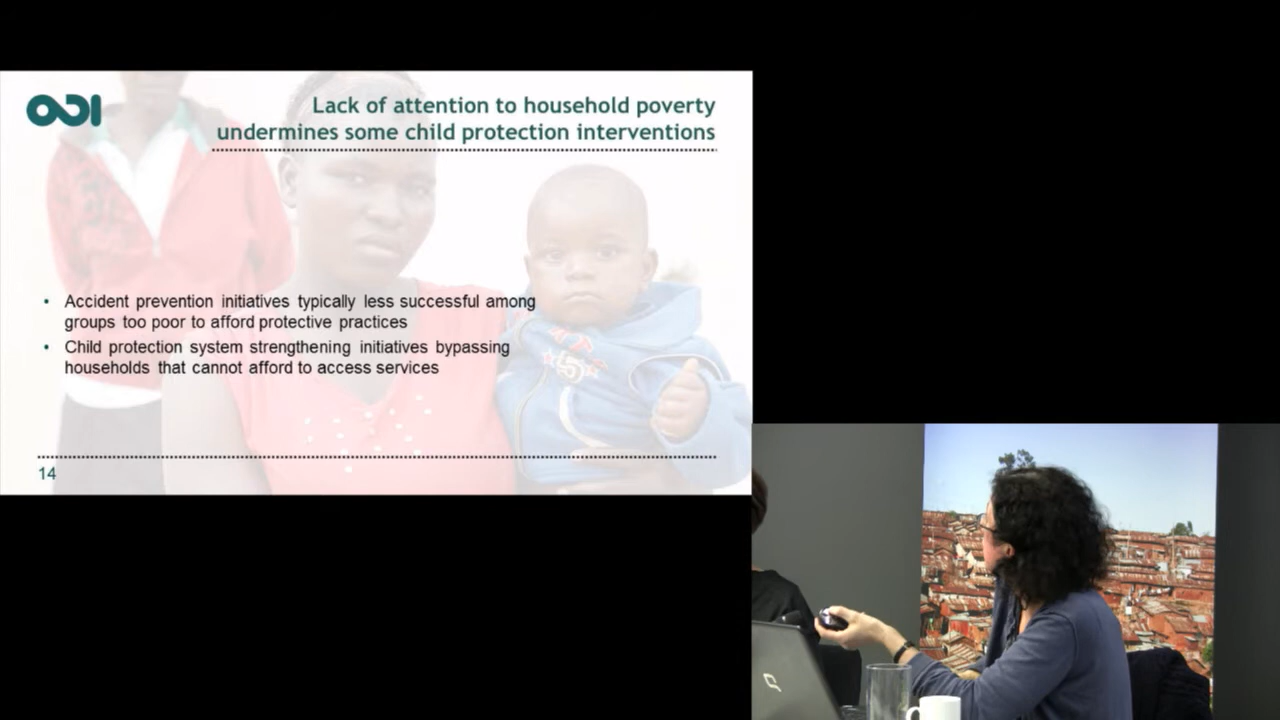 ODI
Lack of attention to household poverty
undermines some child protection interventions
• Accident prevention initiatives typically less successful among
groups too poor to afford protective practices
• Child protection system strengthening initiatives bypassing
households that cannot afford to access services
14